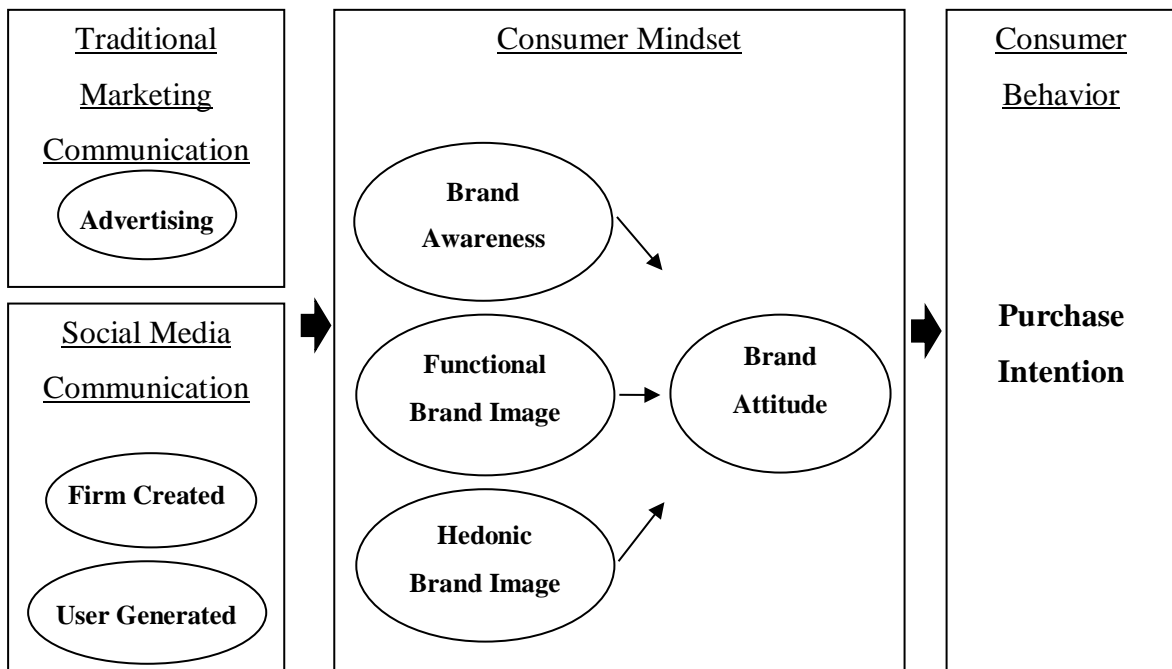 Traditional
Marketing
Communication
Advertising
Social Media
Communication
Firm Created
User Generated
Consumer Mindset
Brand
Awareness
Functional
Brand Image
Hedonic
Brand Image
Brand
Attitude
Consumer
Behavior
Purchase
Intention